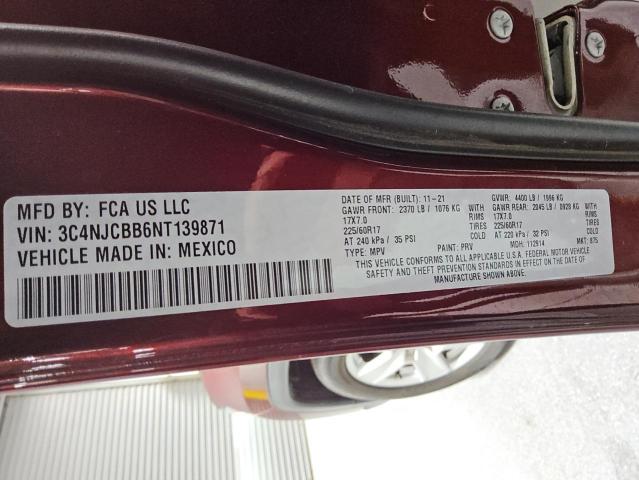 MFD BY: FCA US LLC
VIN: 3C4NJCBB6NT139871
VEHICLE MADE IN: MEXICO
DATE OF MFR (BUILT): 11-21 GVWR: 4400 LB / 1996 KG
GAWR FRONT: 2370 LB / 1076 KG WITH GAWR REAR: 2045 LB / 0928 KG WITH
17X7.0 RIMS 17X7.0 RIMS
225/60R17 TIRES 225/60R17 TIRES
AT 240 kPa / 35 PSI COLD AT 220 kPa / 32 PSI COLD
TYPE: MPV PAINT: PRV MDH: 112914 MKT: 875
THIS VEHICLE CONFORMS TO ALL APPLICABLE U.S.A. FEDERAL MOTOR VEHICLE
SAFETY AND THEFT PREVENTION STANDARDS IN EFFECT ON THE DATE OF
MANUFACTURE SHOWN ABOVE.